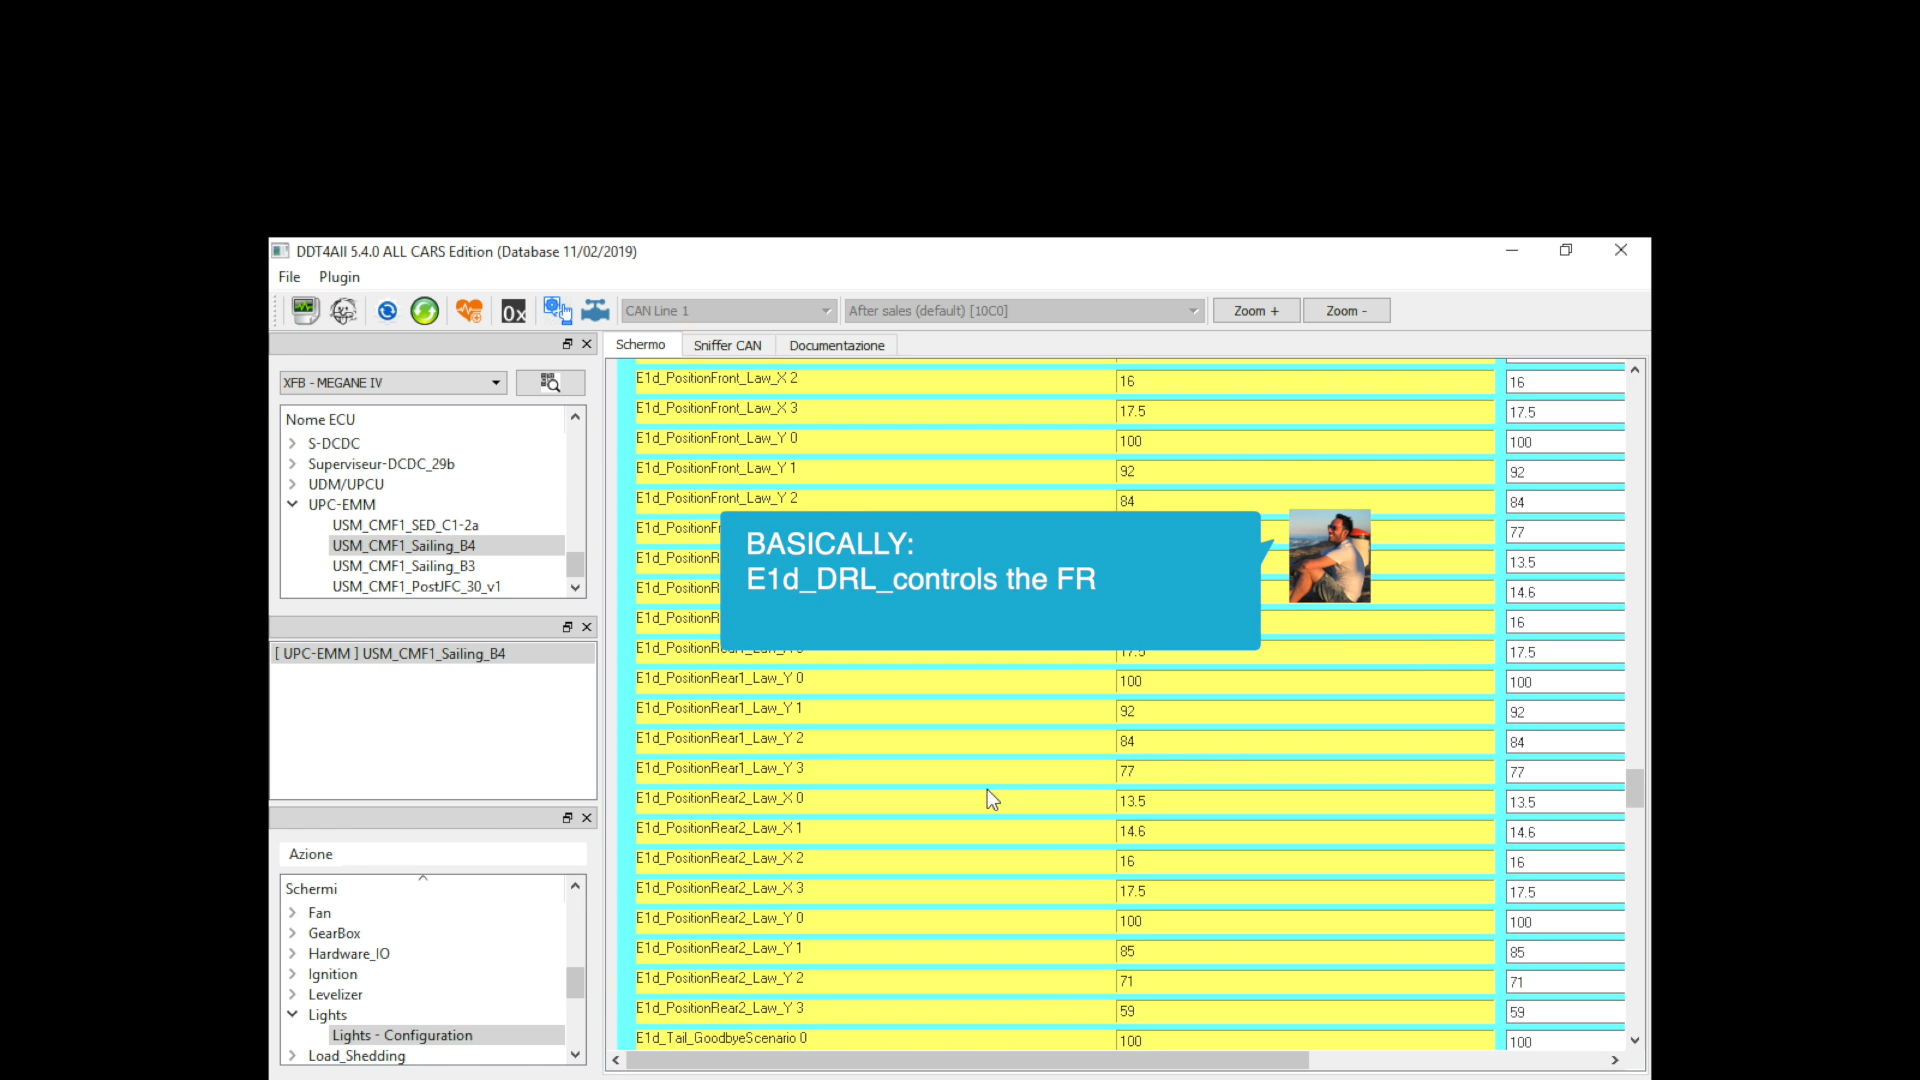 DDT4All 5.4.0 ALL CARS Edition (Database 11/02/2019)
File Plugin
0x
CAN Line 1
After sales (default) [10C0]
Zoom +
Zoom -
Schermo
Sniffer CAN
Documentazione
XFB - MEGANE IV
Nome ECU
S-DCDC
Superviseur-DCDC_29b
UDM/UPCU
UPC-EMM
USM_CMF1_SED_C1-2a
USM_CMF1_Sailing_B4
USM_CMF1_Sailing_B3
USM_CMF1_PostJFC_30_v1
[ UPC-EMM ] USM_CMF1_Sailing_B4
Azione
Schermi
Fan
GearBox
Hardware_IO
Ignition
Levelizer
Lights
Lights - Configuration
Load_Shedding
E1d_PositionFront_Law_X 2 16 16
E1d_PositionFront_Law_X 3 17.5 17.5
E1d_PositionFront_Law_Y 0 100 100
E1d_PositionFront_Law_Y 1 92 92
E1d_PositionFront_Law_Y 2 84 84
77
13.5
14.6
16
17.5 17.5
BASICALLY:
E1d_DRL_controls the FR
E1d_PositionRear1_Law_Y 0 100 100
E1d_PositionRear1_Law_Y 1 92 92
E1d_PositionRear1_Law_Y 2 84 84
E1d_PositionRear1_Law_Y 3 77 77
E1d_PositionRear2_Law_X 0 13.5 13.5
E1d_PositionRear2_Law_X 1 14.6 14.6
E1d_PositionRear2_Law_X 2 16 16
E1d_PositionRear2_Law_X 3 17.5 17.5
E1d_PositionRear2_Law_Y 0 100 100
E1d_PositionRear2_Law_Y 1 85 85
E1d_PositionRear2_Law_Y 2 71 71
E1d_PositionRear2_Law_Y 3 59 59
E1d_Tail_GoodbyeScenario 0 100 100